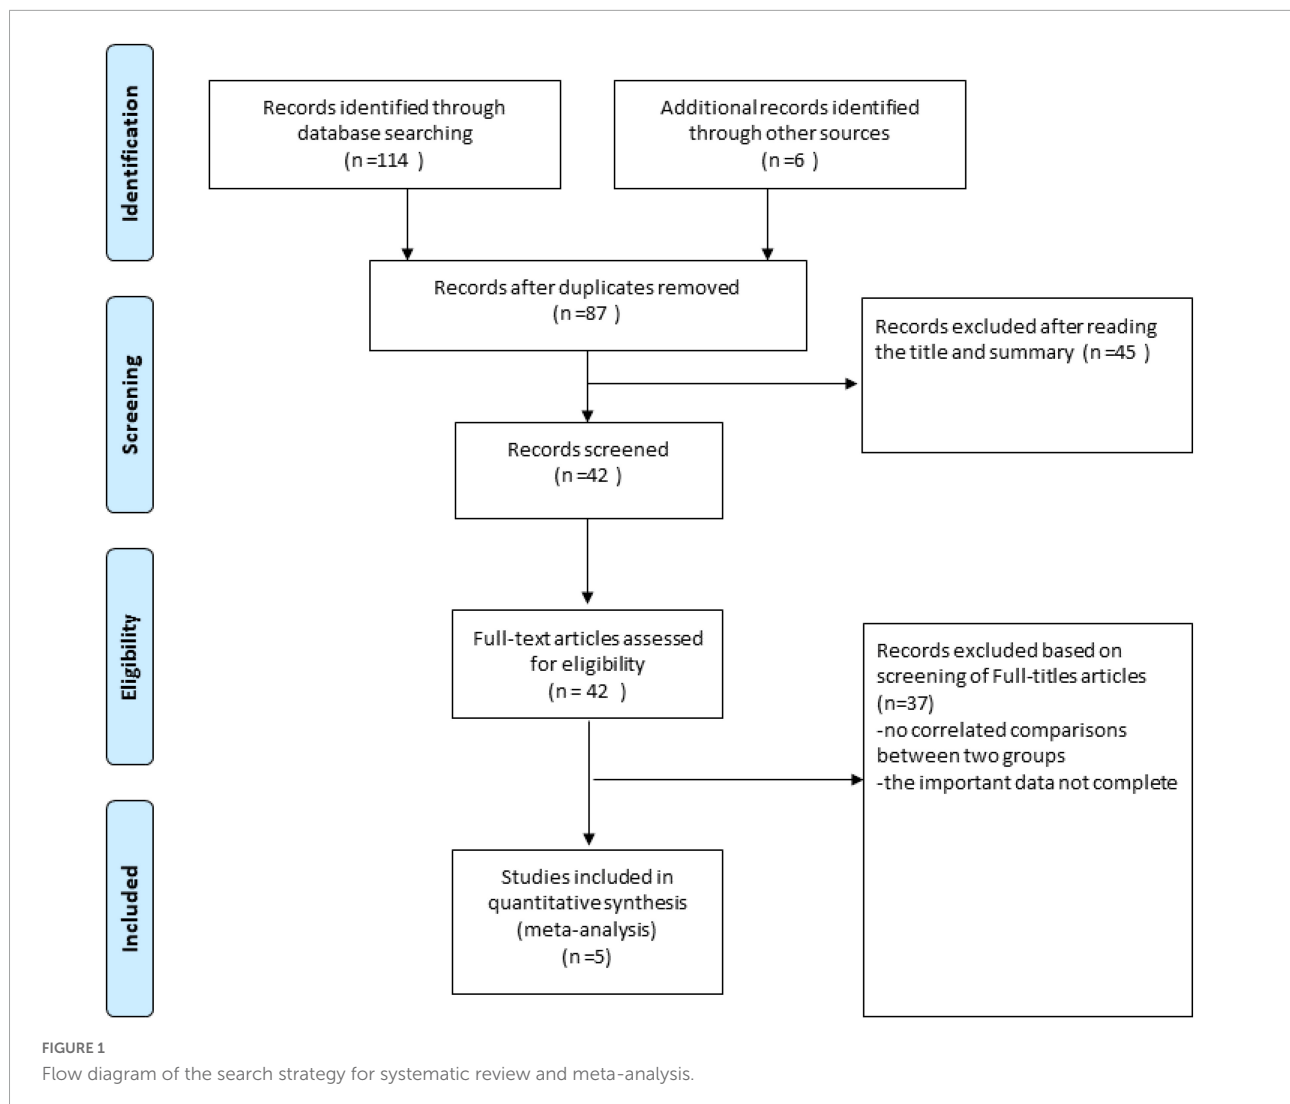 Identification
Records identified through
database searching
(n =114 )
Additional records identified
through other sources
(n =6 )
Records after duplicates removed
(n =87 )
Screening
Records excluded after reading
the title and summary (n =45 )
Records screened
(n =42 )
Eligibility
Full-text articles assessed
for eligibility
(n = 42 )
Records excluded based on
screening of Full-titles articles
(n=37)
-no correlated comparisons
between two groups
-the important data not complete
Included
Studies included in
quantitative synthesis
(meta-analysis)
(n =5)
FIGURE 1
Flow diagram of the search strategy for systematic review and meta-analysis.